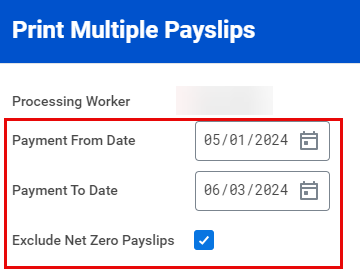 Print Multiple Payslips
Processing Worker
Payment From Date 05/01/2024
Payment To Date 06/03/2024
Exclude Net Zero Payslips